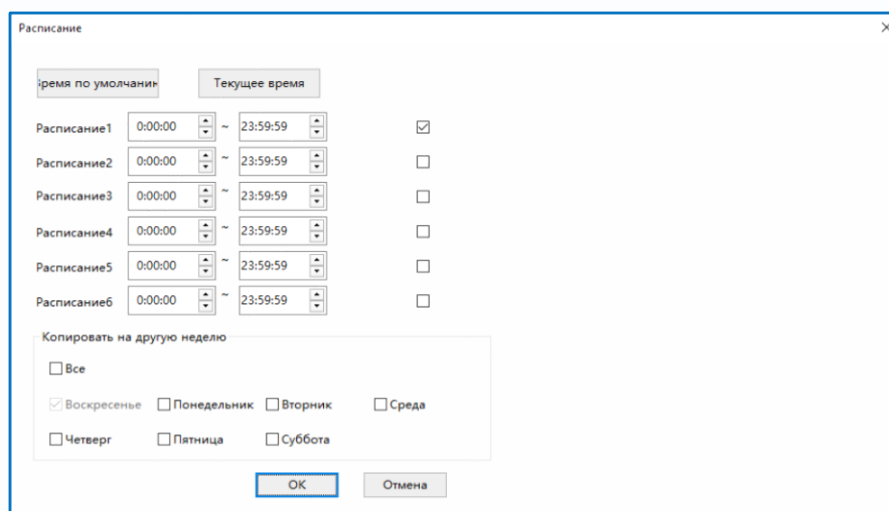 Расписание
Время по умолчанию Текущее время
Расписание1 0:00:00 ~ 23:59:59
Расписание2 0:00:00 ~ 23:59:59
Расписание3 0:00:00 ~ 23:59:59
Расписание4 0:00:00 ~ 23:59:59
Расписание5 0:00:00 ~ 23:59:59
Расписание6 0:00:00 ~ 23:59:59
Копировать на другую неделю
Все
Воскресенье Понедельник Вторник Среда
Четверг Пятница Суббота
OK Отмена